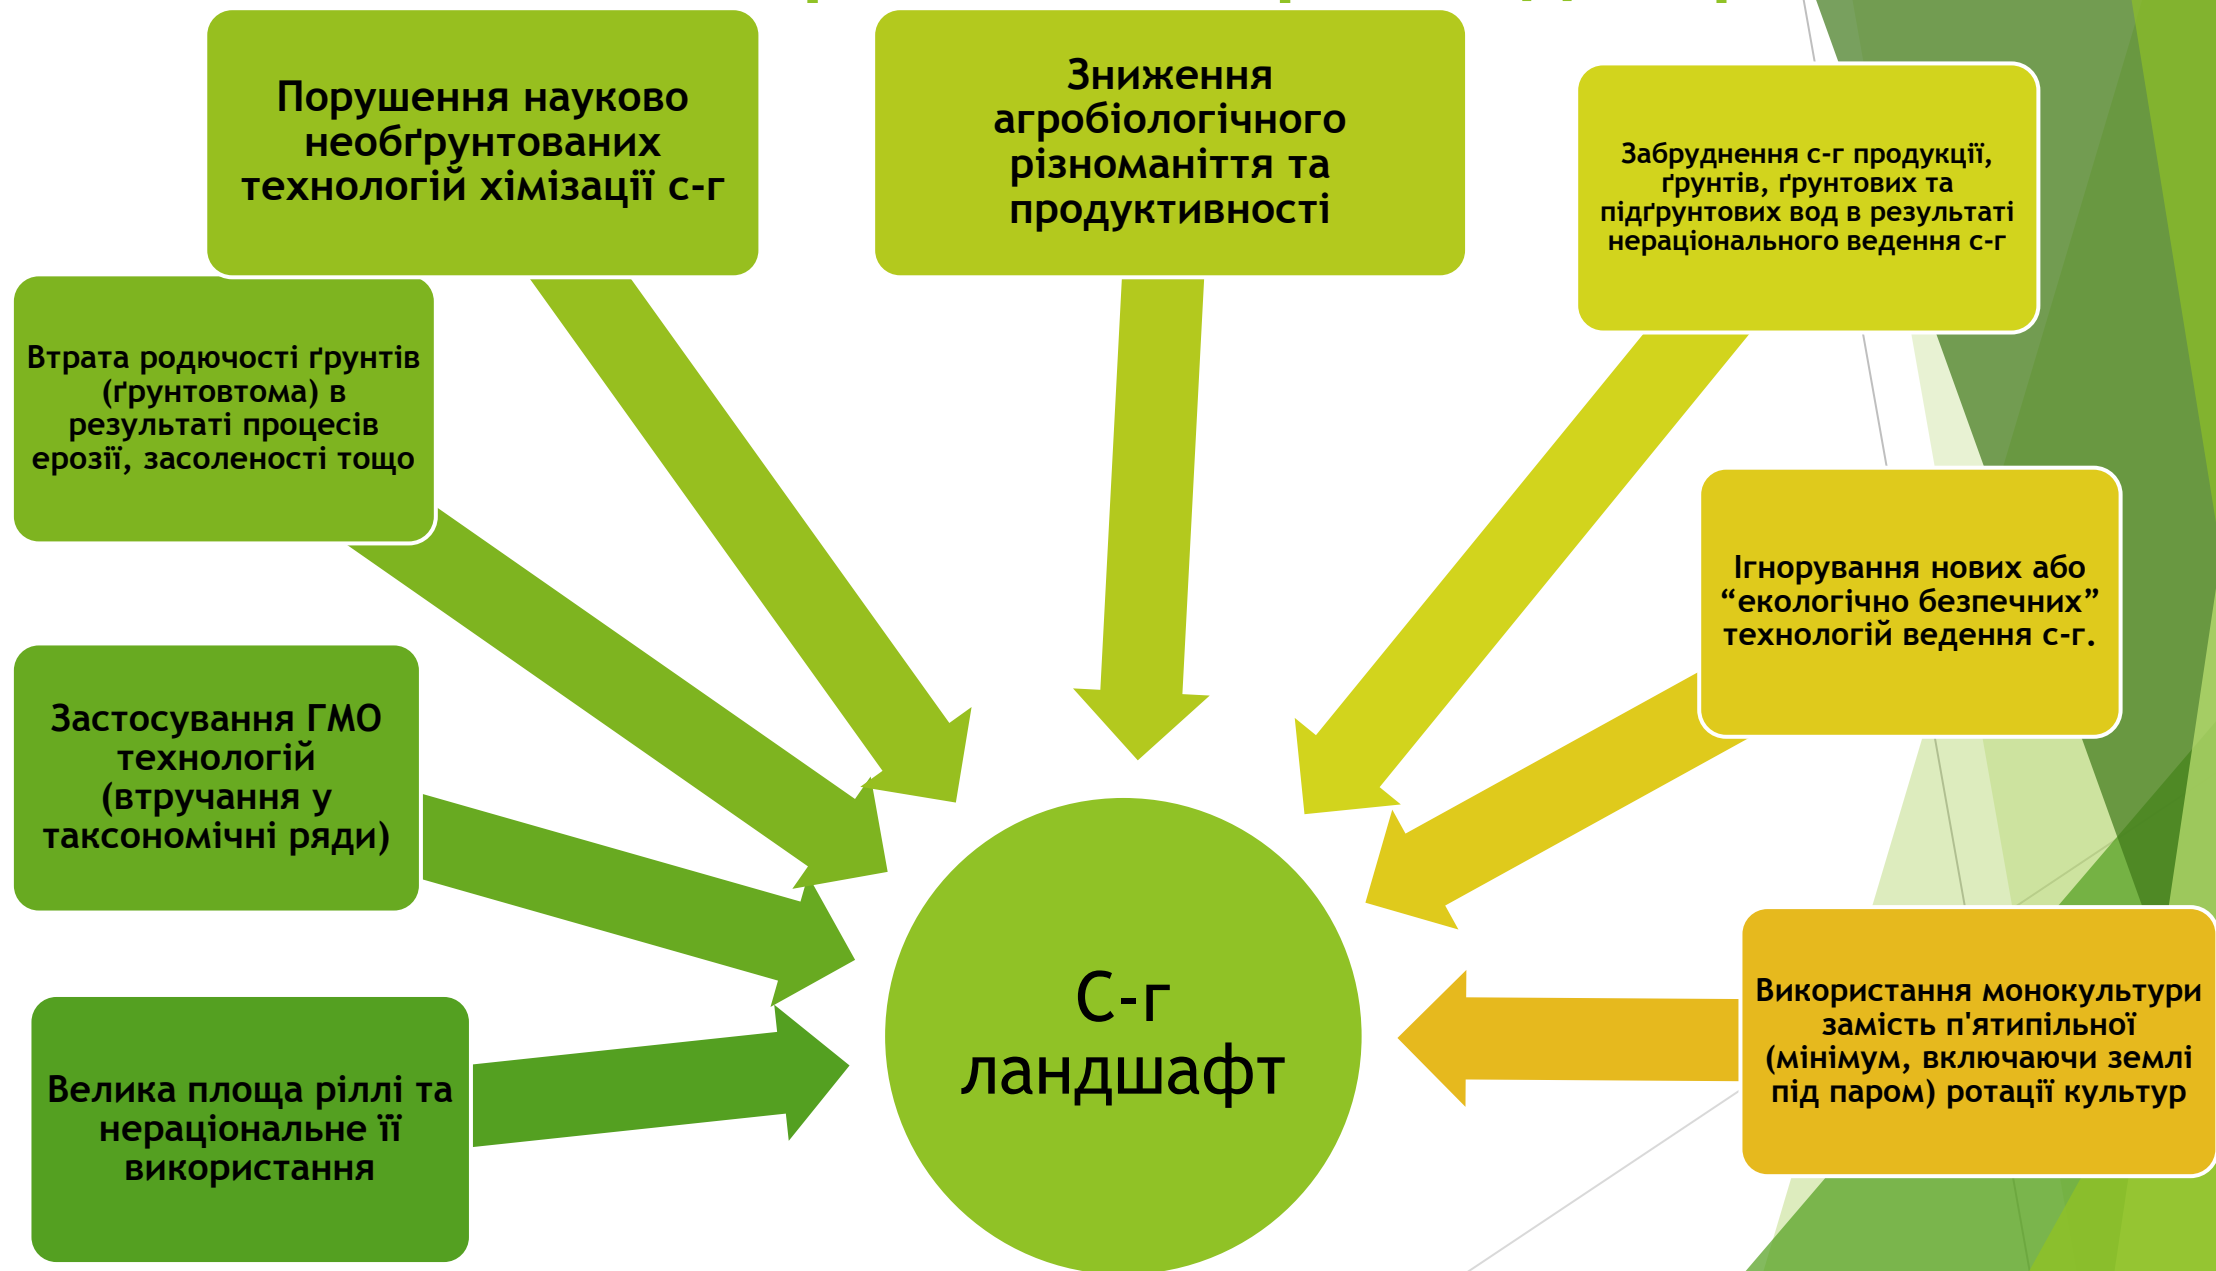 Порушення науково
необґрунтованих
технологій хімізації с-г
Зниження
агробіологічного
різноманіття та
продуктивності
Забруднення с-г продукції,
ґрунтів, ґрунтових та
підґрунтових вод в результаті
нераціонального ведення с-г
Втрата родючості ґрунтів
(ґрунтовтома) в
результаті процесів
ерозії, засоленості тощо
Ігнорування нових або
“екологічно безпечних”
технологій ведення с-г.
Застосування ГМО
технологій
(втручання у
таксономічні ряди)
Використання монокультури
замість п'ятипільної
(мінімум, включаючи землі
під паром) ротації культур
Велика площа ріллі та
нераціональне її
використання
С-г
ландшафт